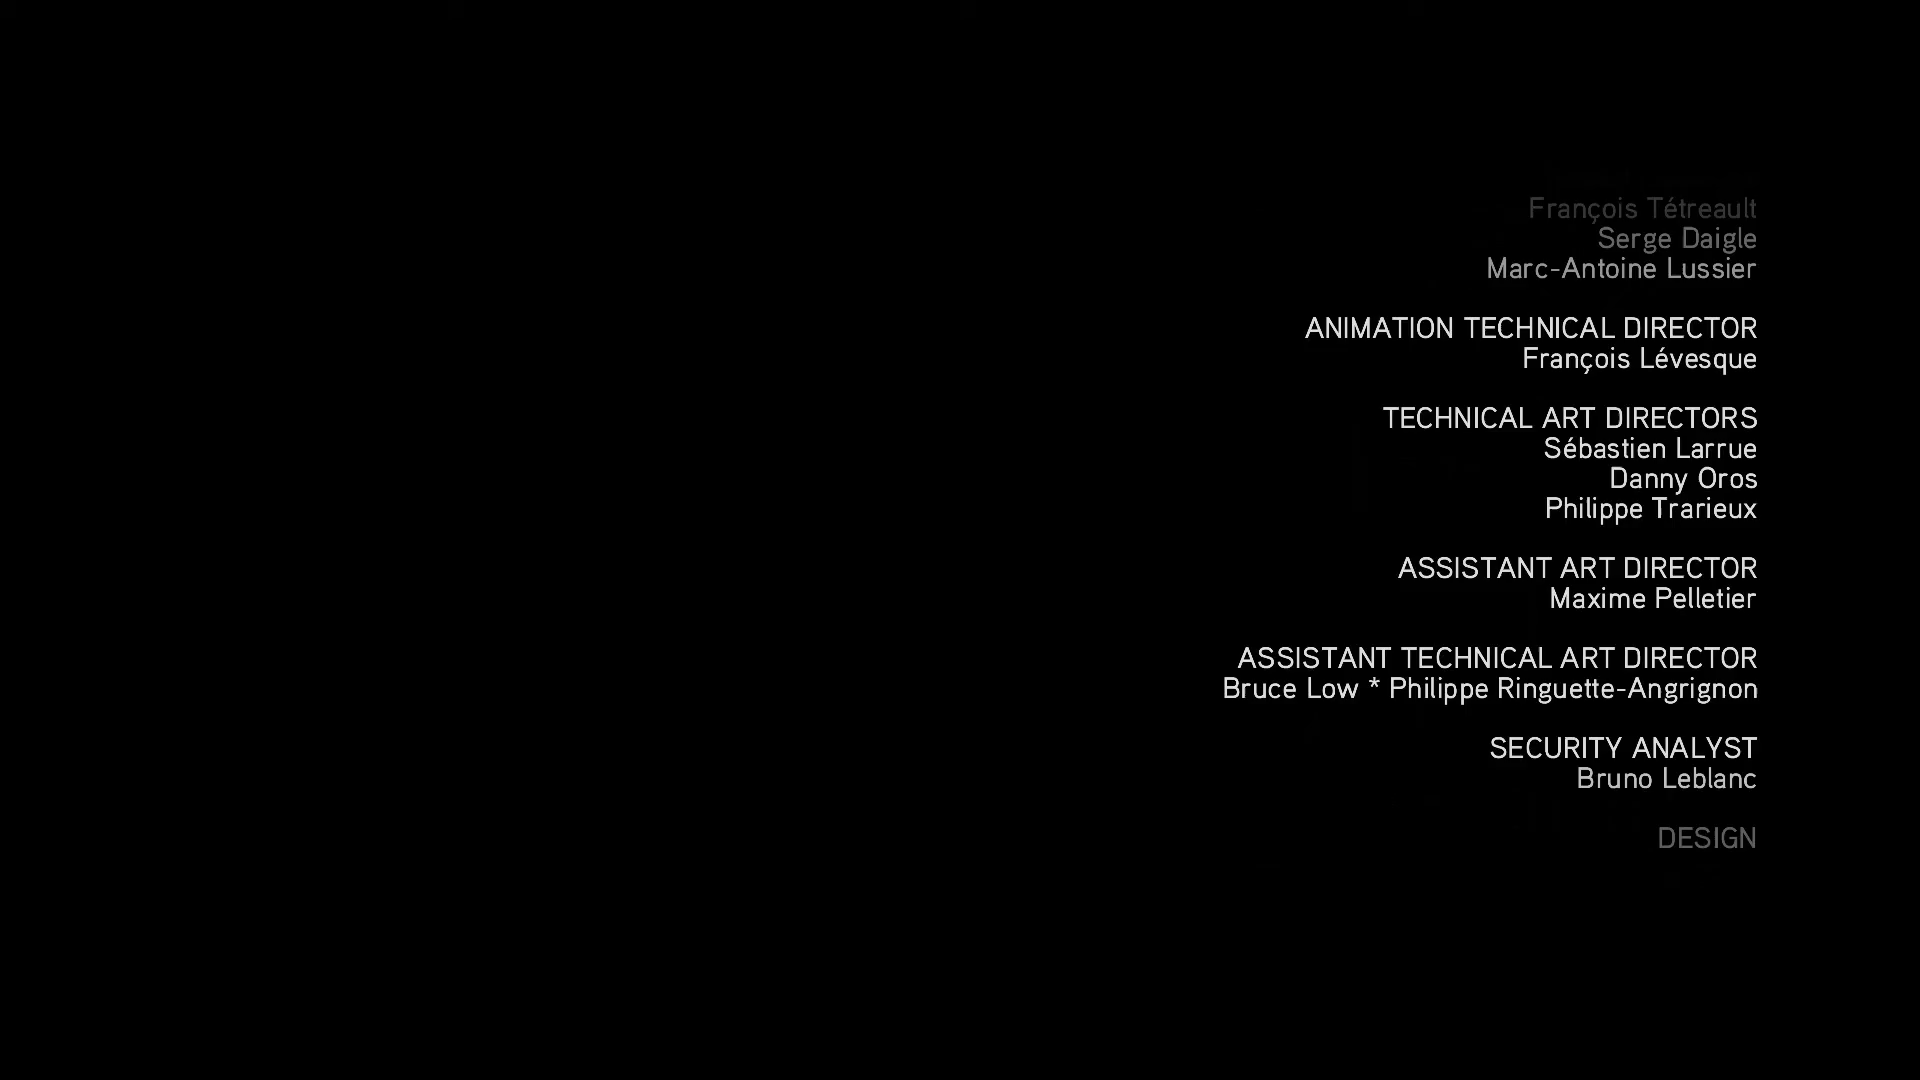 François Tétreault
Serge Daigle
Marc-Antoine Lussier
ANIMATION TECHNICAL DIRECTOR
François Lévesque
TECHNICAL ART DIRECTORS
Sébastien Larrue
Danny Oros
Philippe Trarieux
ASSISTANT ART DIRECTOR
Maxime Pelletier
ASSISTANT TECHNICAL ART DIRECTOR
Bruce Low * Philippe Ringuette-Angrignon
SECURITY ANALYST
Bruno Leblanc
DESIGN